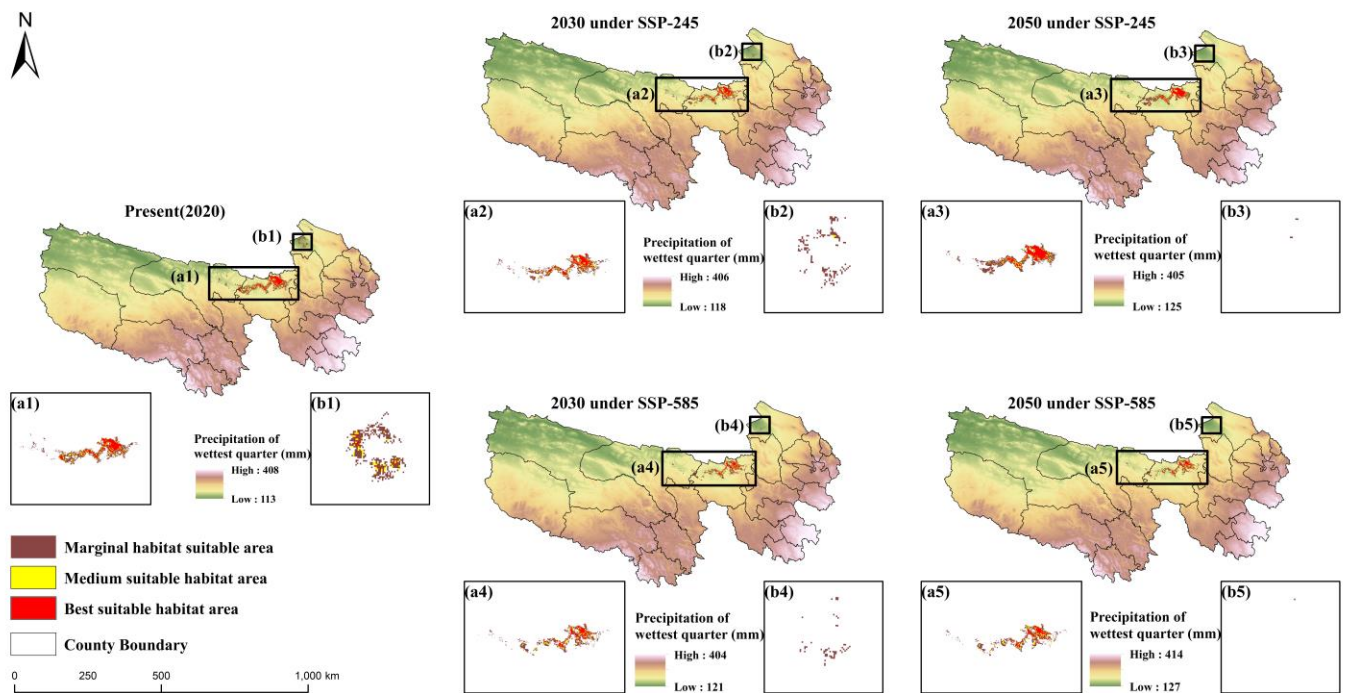 N
Present(2020)
(b1)
(a1)
(a1)
Precipitation of
wettest quarter (mm)
High : 408
Low : 113
(b1)
Marginal habitat suitable area
Medium suitable habitat area
Best suitable habitat area
County Boundary
0 250 500 1,000 km
2030 under SSP-245
(b2)
(a2)
(a2)
Precipitation of
wettest quarter (mm)
High : 406
Low : 118
(b2)
2050 under SSP-245
(b3)
(a3)
(a3)
Precipitation of
wettest quarter (mm)
High : 405
Low : 125
(b3)
2030 under SSP-585
(b4)
(a4)
(a4)
Precipitation of
wettest quarter (mm)
High : 404
Low : 121
(b4)
2050 under SSP-585
(b5)
(a5)
(a5)
Precipitation of
wettest quarter (mm)
High : 414
Low : 127
(b5)